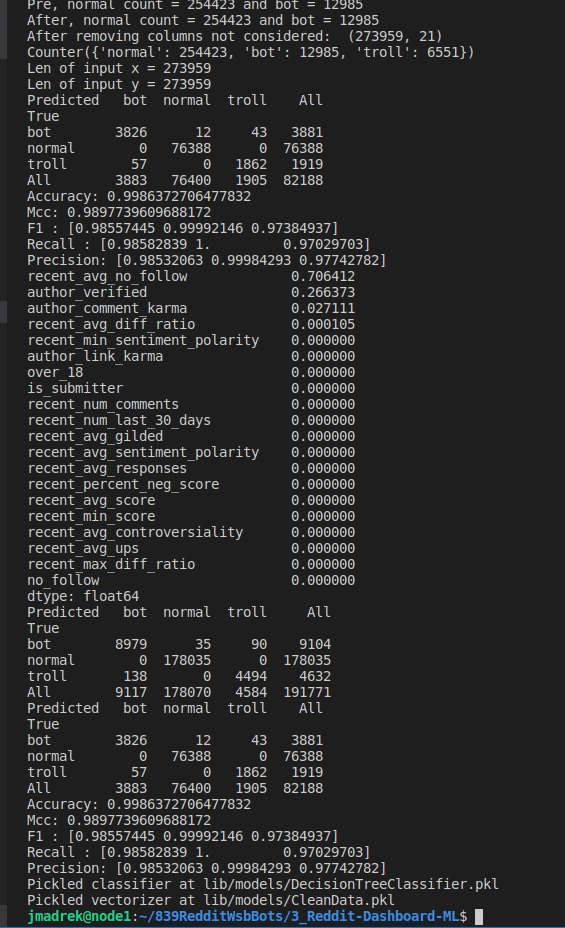 Pre, normal count = 254423 and bot = 12985
After, normal count = 254423 and bot = 12985
After removing columns not considered:  (273959, 21)
Counter({'normal': 254423, 'bot': 12985, 'troll': 6551})
Len of input x = 273959
Len of input y = 273959
Predicted   bot  normal  troll    All
True
bot        3826      12     43   3881
normal        0   76388      0  76388
troll        57       0   1862   1919
All        3883   76400   1905  82188
Accuracy: 0.9986372706477832
Mcc: 0.9897739609688172
F1 : [0.98557445 0.99992146 0.97384937]
Recall : [0.98582839 1.         0.97029703]
Precision: [0.98532063 0.99984293 0.97742782]
recent_avg_no_follow             0.706412
author_verified                  0.266373
author_comment_karma             0.027111
recent_avg_diff_ratio            0.000105
recent_min_sentiment_polarity    0.000000
author_link_karma                0.000000
over_18                          0.000000
is_submitter                     0.000000
recent_num_comments              0.000000
recent_num_last_30_days          0.000000
recent_avg_gilded                0.000000
recent_avg_sentiment_polarity    0.000000
recent_avg_responses             0.000000
recent_percent_neg_score         0.000000
recent_avg_score                 0.000000
recent_min_score                 0.000000
recent_avg_controversiality      0.000000
recent_avg_ups                   0.000000
recent_max_diff_ratio            0.000000
no_follow                        0.000000
dtype: float64
Predicted   bot  normal  troll     All
True
bot        8979      35     90    9104
normal        0  178035      0  178035
troll       138       0   4494    4632
All        9117  178070   4584  191771
Predicted   bot  normal  troll    All
True
bot        3826      12     43   3881
normal        0   76388      0  76388
troll        57       0   1862   1919
All        3883   76400   1905  82188
Accuracy: 0.9986372706477832
Mcc: 0.9897739609688172
F1 : [0.98557445 0.99992146 0.97384937]
Recall : [0.98582839 1.         0.97029703]
Precision: [0.98532063 0.99984293 0.97742782]
Pickled classifier at lib/models/DecisionTreeClassifier.pkl
Pickled vectorizer at lib/models/CleanData.pkl
jmadrek@node1:~/839RedditWsbBots/3_Reddit-Dashboard-ML$